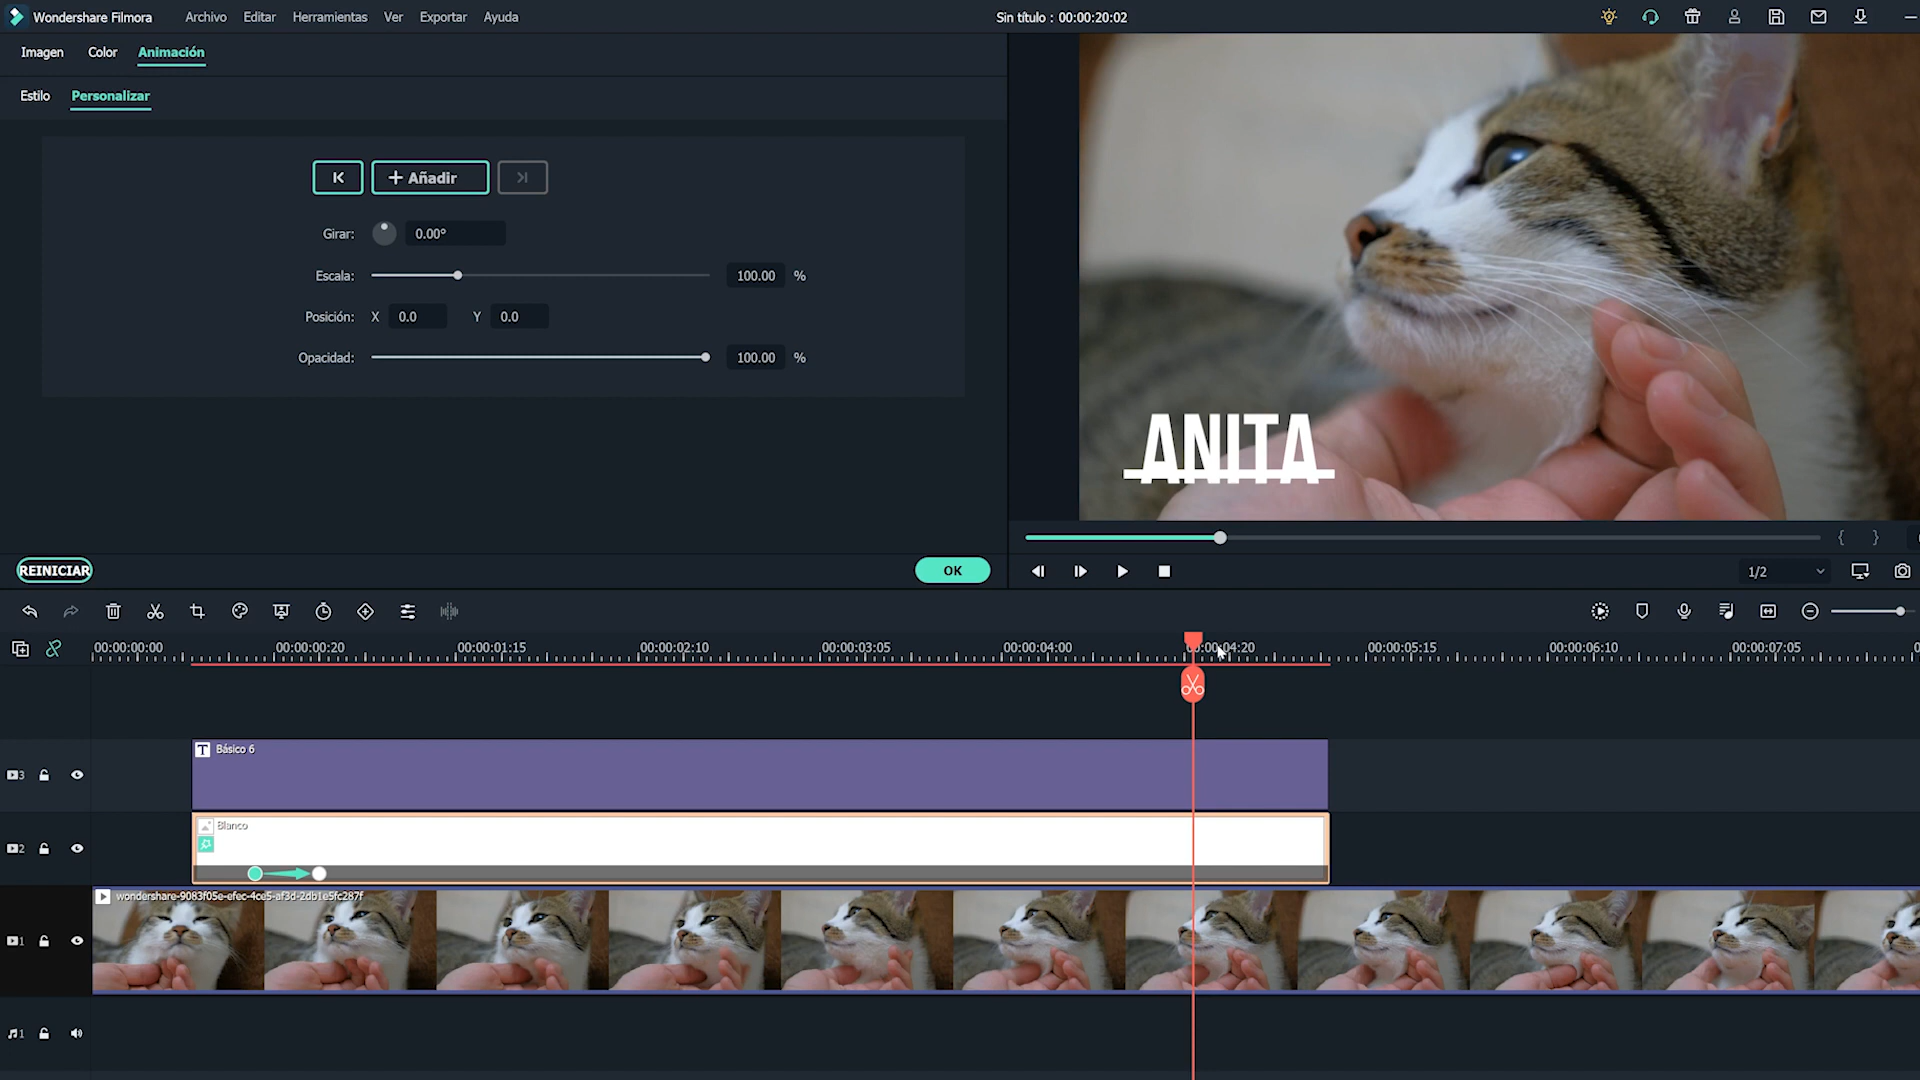 Wondershare Filmora Archivo Editar Herramientas Ver Exportar Ayuda Sin título : 00:00:20:02
Imagen Color Animación
Estilo Personalizar
+ Añadir
Girar: 0.00°
Escala: 100.00 %
Posición: X 0.0 Y 0.0
Opacidad: 100.00 %
ANITA
{ }
REINICIAR OK 1/2
00:00:00:00 00:00:00:20 00:00:01:15 00:00:02:10 00:00:03:05 00:00:04:00 00:00:04:20 00:00:05:15 00:00:06:10 00:00:07:05
T Básico 6
3
Blanco
2
wondershare-9083f05e-efec-4ce5-af3d-2db1e5fc287f
1
1